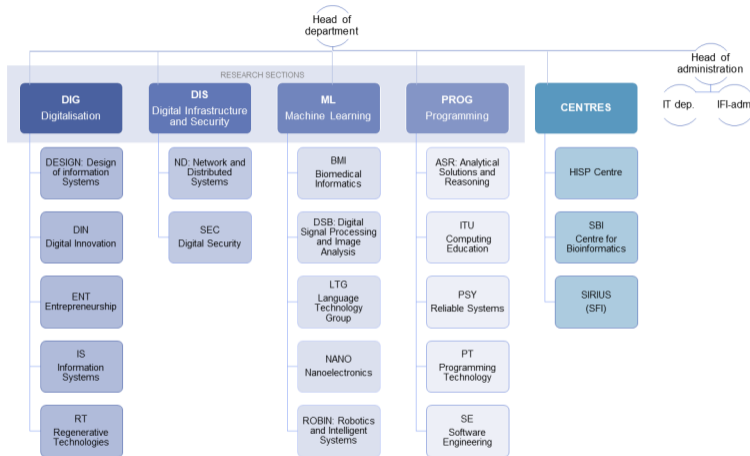 Head of
department
RESEARCH SECTIONS
Head of
administration
IT dep.
IFI-adm
DIG
Digitalisation
DIS
Digital Infrastructure
and Security
ML
Machine Learning
PROG
Programming
CENTRES
DESIGN: Design
of information
Systems
DIN
Digital Innovation
ENT
Entrepreneurship
IS
Information
Systems
RT
Regenerative
Technologies
ND: Network and
Distributed
Systems
SEC
Digital Security
BMI
Biomedical
Informatics
DSB: Digital
Signal Processing
and Image
Analysis
LTG
Language
Technology
Group
NANO
Nanoelectronics
ROBIN: Robotics
and Intelligent
Systems
ASR: Analytical
Solutions and
Reasoning
ITU
Computing
Education
PSY
Reliable Systems
PT
Programming
Technology
SE
Software
Engineering
HISP Centre
SBI
Centre for
Bioinformatics
SIRIUS
(SFI)